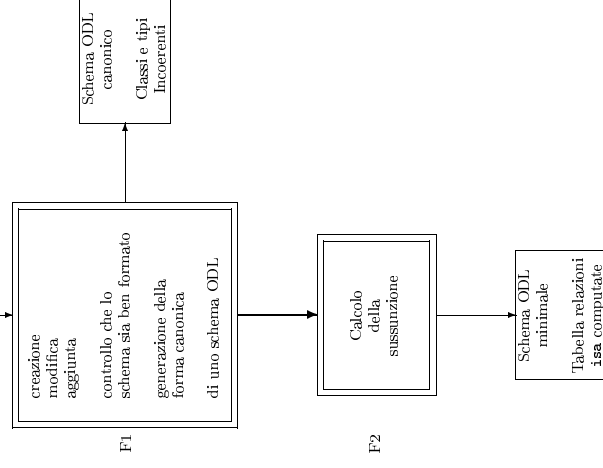 Schema ODL
canonico
Classi e tipi
Incoerenti
creazione
modifica
aggiunta
controllo che lo
schema sia ben formato
generazione della
forma canonica
di uno schema ODL
F1
Calcolo
della
sussunzione
F2
Schema ODL
minimale
Tabella relazioni
isa computate